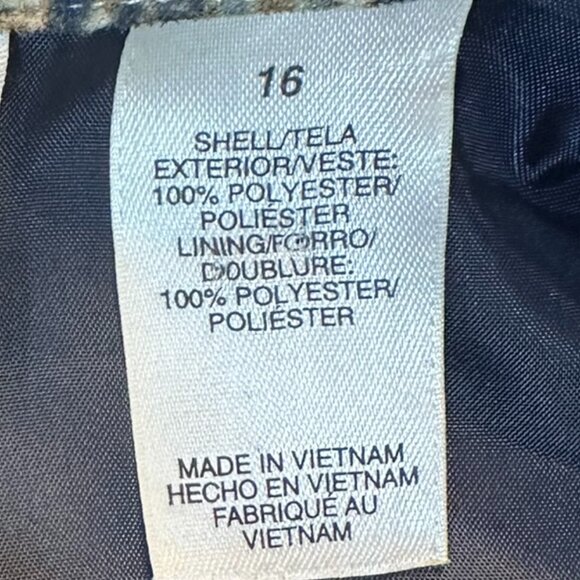 16
SHELL/TELA
EXTERIOR/VESTE:
100% POLYESTER/
POLIÉSTER
LINING/FORRO/
DOUBLURE:
100% POLYESTER/
POLIÉSTER
MADE IN VIETNAM
HECHO EN VIETNAM
FABRIQUÉ AU
VIETNAM